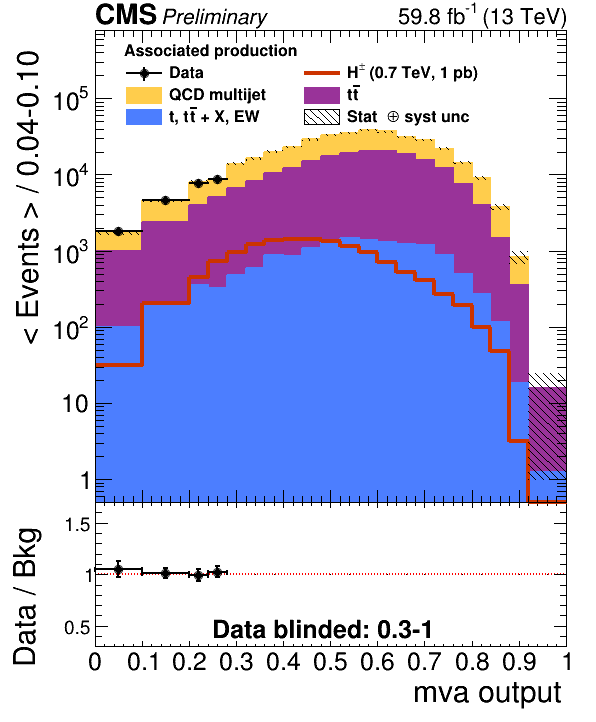 CMS Preliminary 59.8 fb⁻¹ (13 TeV)
Associated production
Data H± (0.7 TeV, 1 pb)
QCD multijet tt̄
t, tt̄ + X, EW Stat ⊕ syst unc
< Events > / 0.04-0.10
10⁵
10⁴
10³
10²
10
1
Data / Bkg
1.5
1
0.5
Data blinded: 0.3-1
0 0.1 0.2 0.3 0.4 0.5 0.6 0.7 0.8 0.9 1
mva output